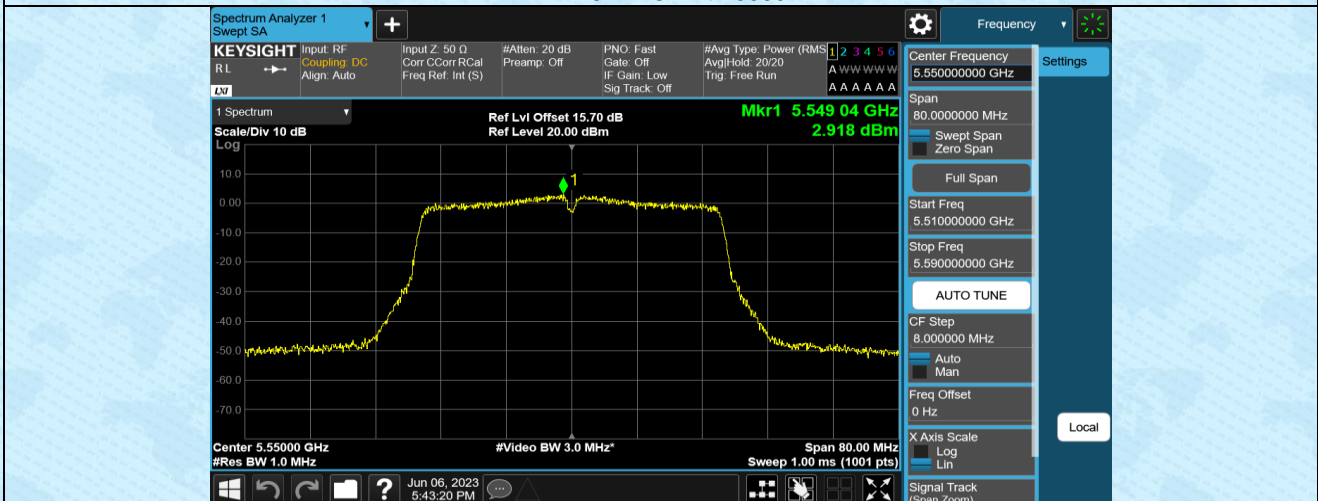 Spectrum Analyzer 1
Swept SA
Frequency
KEYSIGHT
RL
LXI
Input: RF
Coupling: DC
Align: Auto
Input Z: 50 Ω
Corr CCorr RCal
Freq Ref: Int (S)
#Atten: 20 dB
Preamp: Off
PNO: Fast
Gate: Off
IF Gain: Low
Sig Track: Off
#Avg Type: Power (RMS
Avg|Hold: 20/20
Trig: Free Run
1 2 3 4 5 6
A W W W W W
A A A A A A
1 Spectrum
Scale/Div 10 dB
Log
Ref Lvl Offset 15.70 dB
Ref Level 20.00 dBm
Mkr1 5.549 04 GHz
2.918 dBm
1
10.0
0.00
-10.0
-20.0
-30.0
-40.0
-50.0
-60.0
-70.0
Center 5.55000 GHz
#Res BW 1.0 MHz
#Video BW 3.0 MHz*
Span 80.00 MHz
Sweep 1.00 ms (1001 pts)
?
Jun 06, 2023
5:43:20 PM
Center Frequency
5.550000000 GHz
Span
80.0000000 MHz
Swept Span
Zero Span
Full Span
Start Freq
5.510000000 GHz
Stop Freq
5.590000000 GHz
AUTO TUNE
CF Step
8.000000 MHz
Auto
Man
Freq Offset
0 Hz
X Axis Scale
Log
Lin
Signal Track
(Span Zoom)
Settings
Local